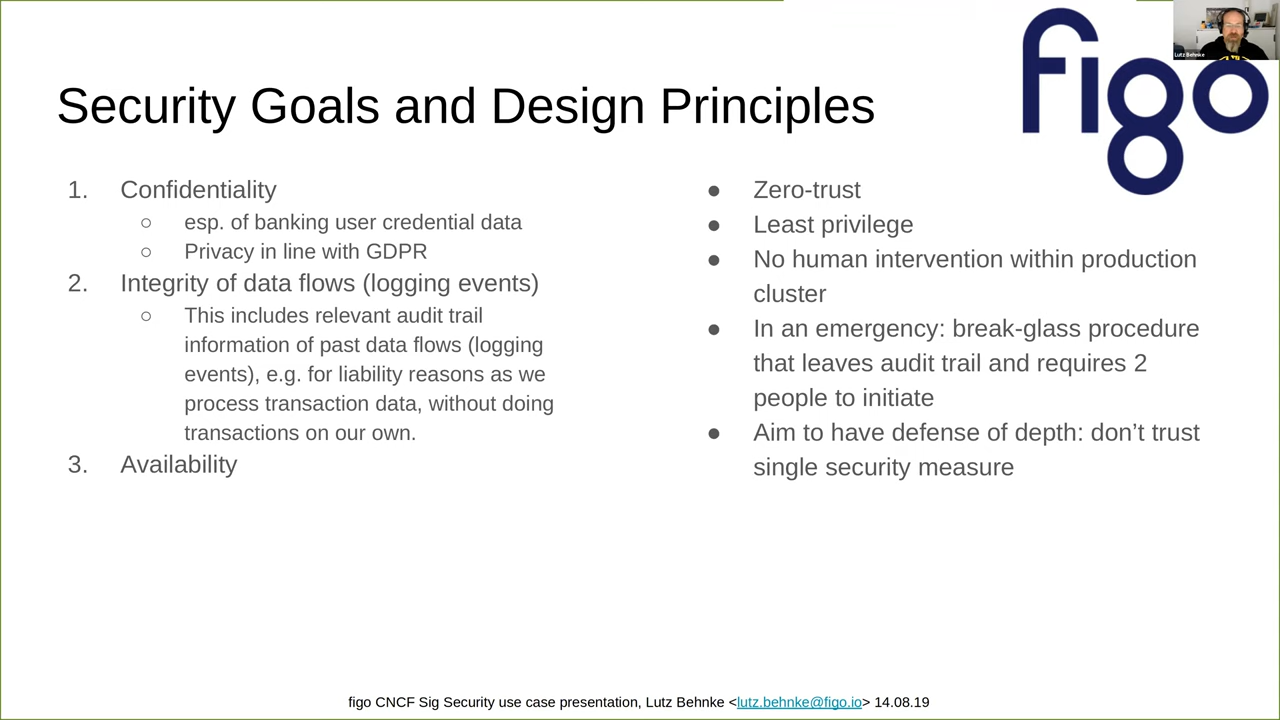 figo
Lutz Behnke
Security Goals and Design Principles
1. Confidentiality
○ esp. of banking user credential data
○ Privacy in line with GDPR
2. Integrity of data flows (logging events)
○ This includes relevant audit trail
information of past data flows (logging
events), e.g. for liability reasons as we
process transaction data, without doing
transactions on our own.
3. Availability
● Zero-trust
● Least privilege
● No human intervention within production
cluster
● In an emergency: break-glass procedure
that leaves audit trail and requires 2
people to initiate
● Aim to have defense of depth: don’t trust
single security measure
figo CNCF Sig Security use case presentation, Lutz Behnke <lutz.behnke@figo.io> 14.08.19